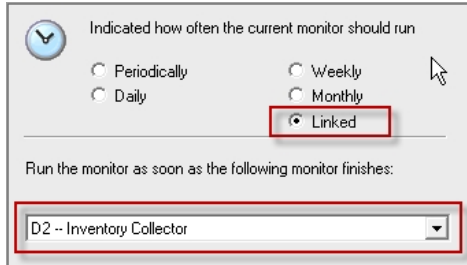 Indicated how often the current monitor should run
Periodically
Weekly
Daily
Monthly
Linked
Run the monitor as soon as the following monitor finishes:
D2 -- Inventory Collector